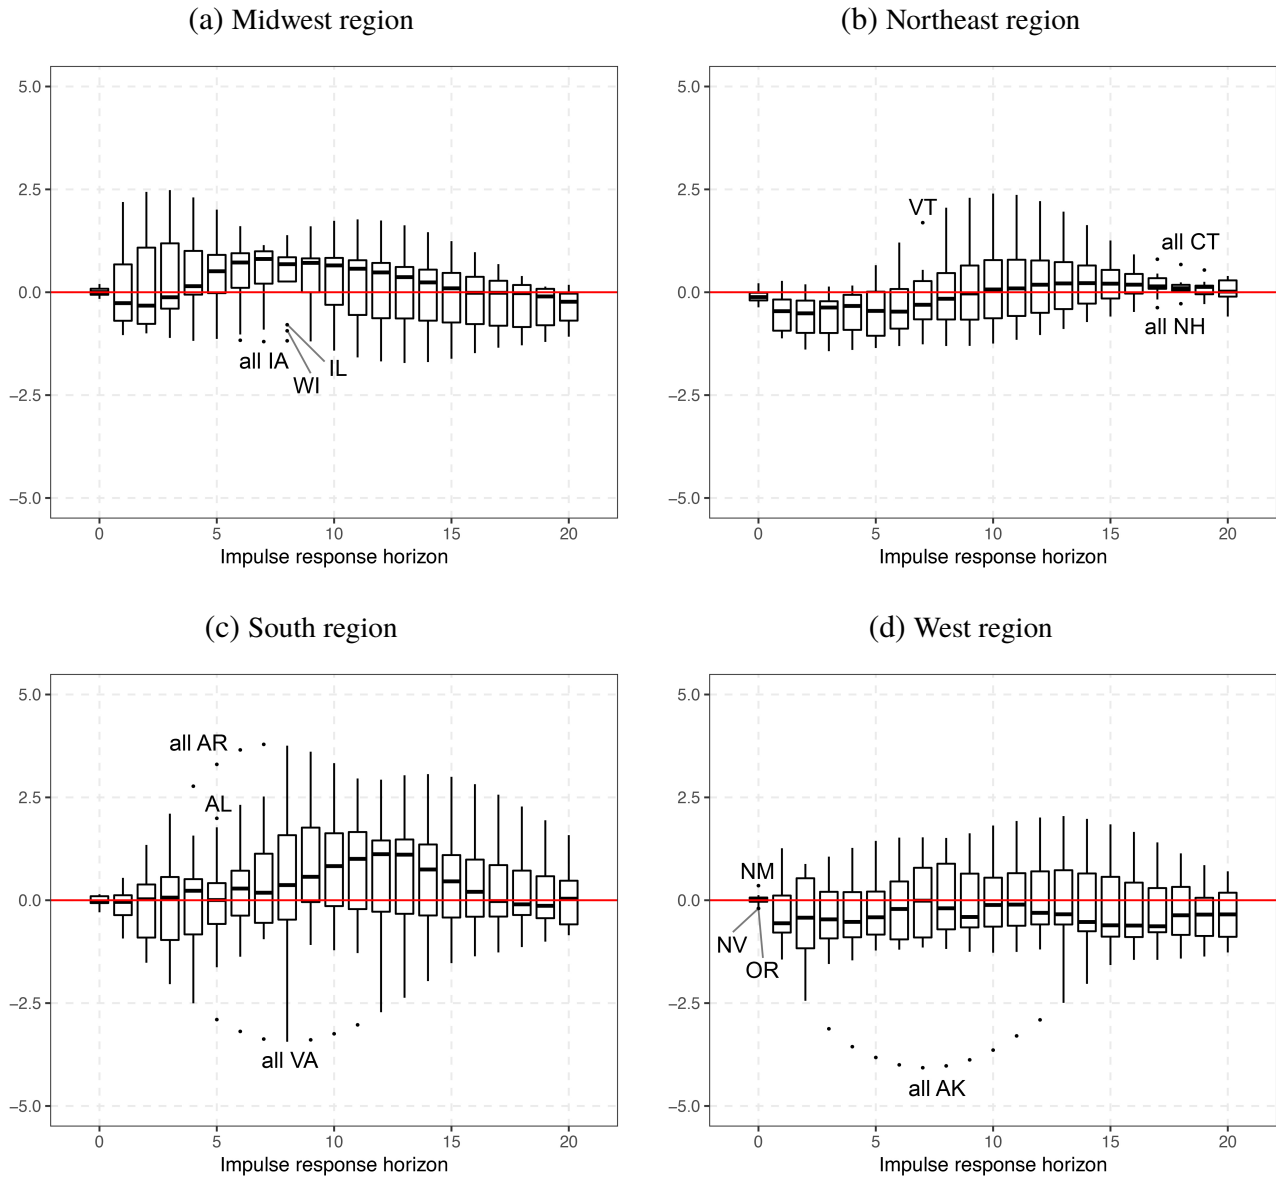 (a) Midwest region
5.0
2.5
0.0
−2.5
−5.0
all IA
IL
WI
0 5 10 15 20
Impulse response horizon
(b) Northeast region
5.0
2.5
0.0
−2.5
−5.0
VT
all CT
all NH
0 5 10 15 20
Impulse response horizon
(c) South region
5.0
2.5
0.0
−2.5
−5.0
all AR
AL
all VA
0 5 10 15 20
Impulse response horizon
(d) West region
5.0
2.5
0.0
−2.5
−5.0
NM
NV
OR
all AK
0 5 10 15 20
Impulse response horizon